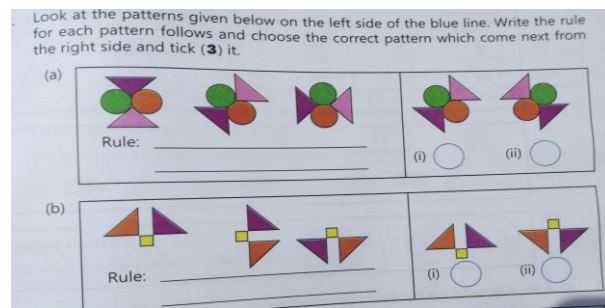 Look at the patterns given below on the left side of the blue line. Write the rule
for each pattern follows and choose the correct pattern which come next from
the right side and tick (3) it.
(a)
Rule:
(i)
(ii)
(b)
Rule:
(i)
(ii)